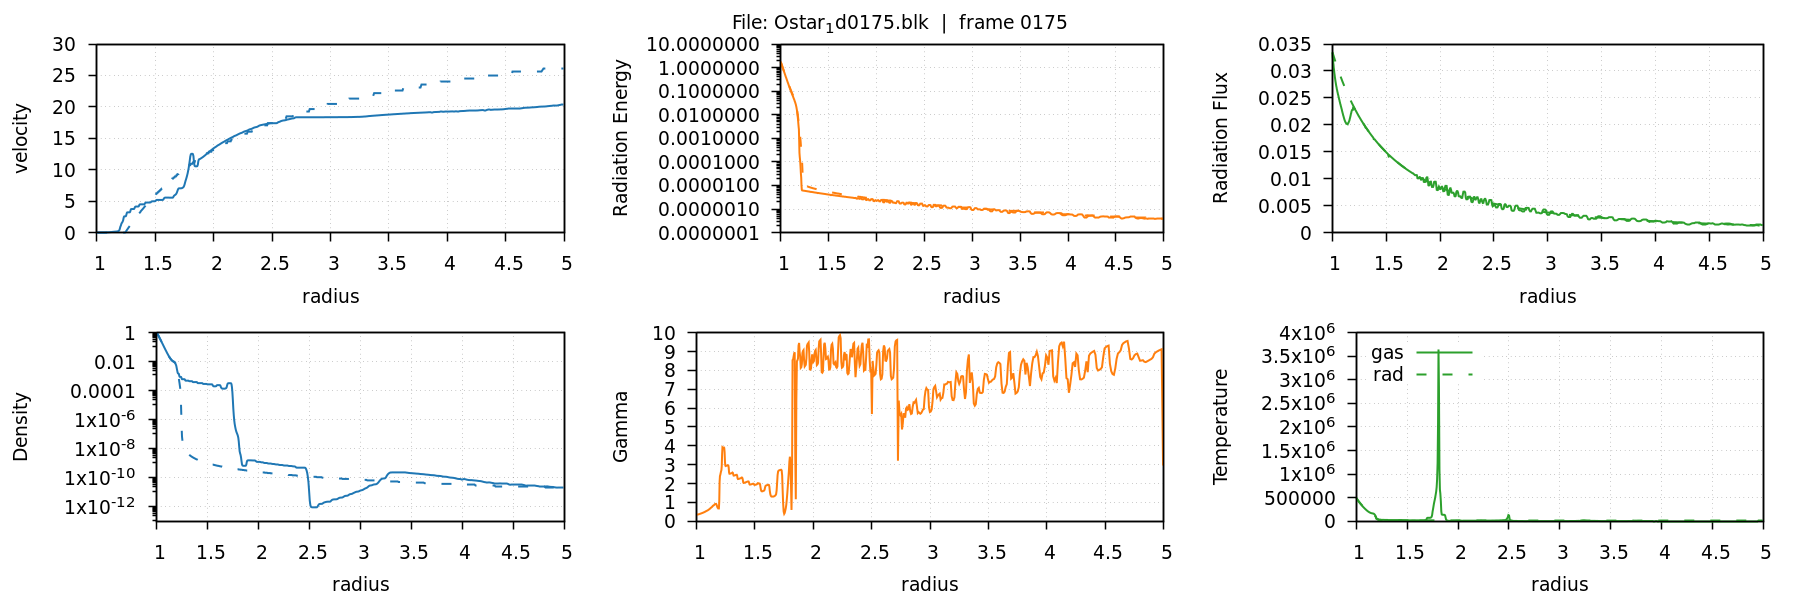 File: Ostar₁d0175.blk | frame 0175
velocity
30
25
20
15
10
5
0
1 1.5 2 2.5 3 3.5 4 4.5 5
radius
Radiation Energy
10.0000000
1.0000000
0.1000000
0.0100000
0.0010000
0.0001000
0.0000100
0.0000010
0.0000001
1 1.5 2 2.5 3 3.5 4 4.5 5
radius
Radiation Flux
0.035
0.03
0.025
0.02
0.015
0.01
0.005
0
1 1.5 2 2.5 3 3.5 4 4.5 5
radius
Density
1
0.01
0.0001
1x10⁻⁶
1x10⁻⁸
1x10⁻¹⁰
1x10⁻¹²
1 1.5 2 2.5 3 3.5 4 4.5 5
radius
Gamma
10
9
8
7
6
5
4
3
2
1
0
1 1.5 2 2.5 3 3.5 4 4.5 5
radius
Temperature
4x10⁶
3.5x10⁶
3x10⁶
2.5x10⁶
2x10⁶
1.5x10⁶
1x10⁶
500000
0
gas
rad
1 1.5 2 2.5 3 3.5 4 4.5 5
radius